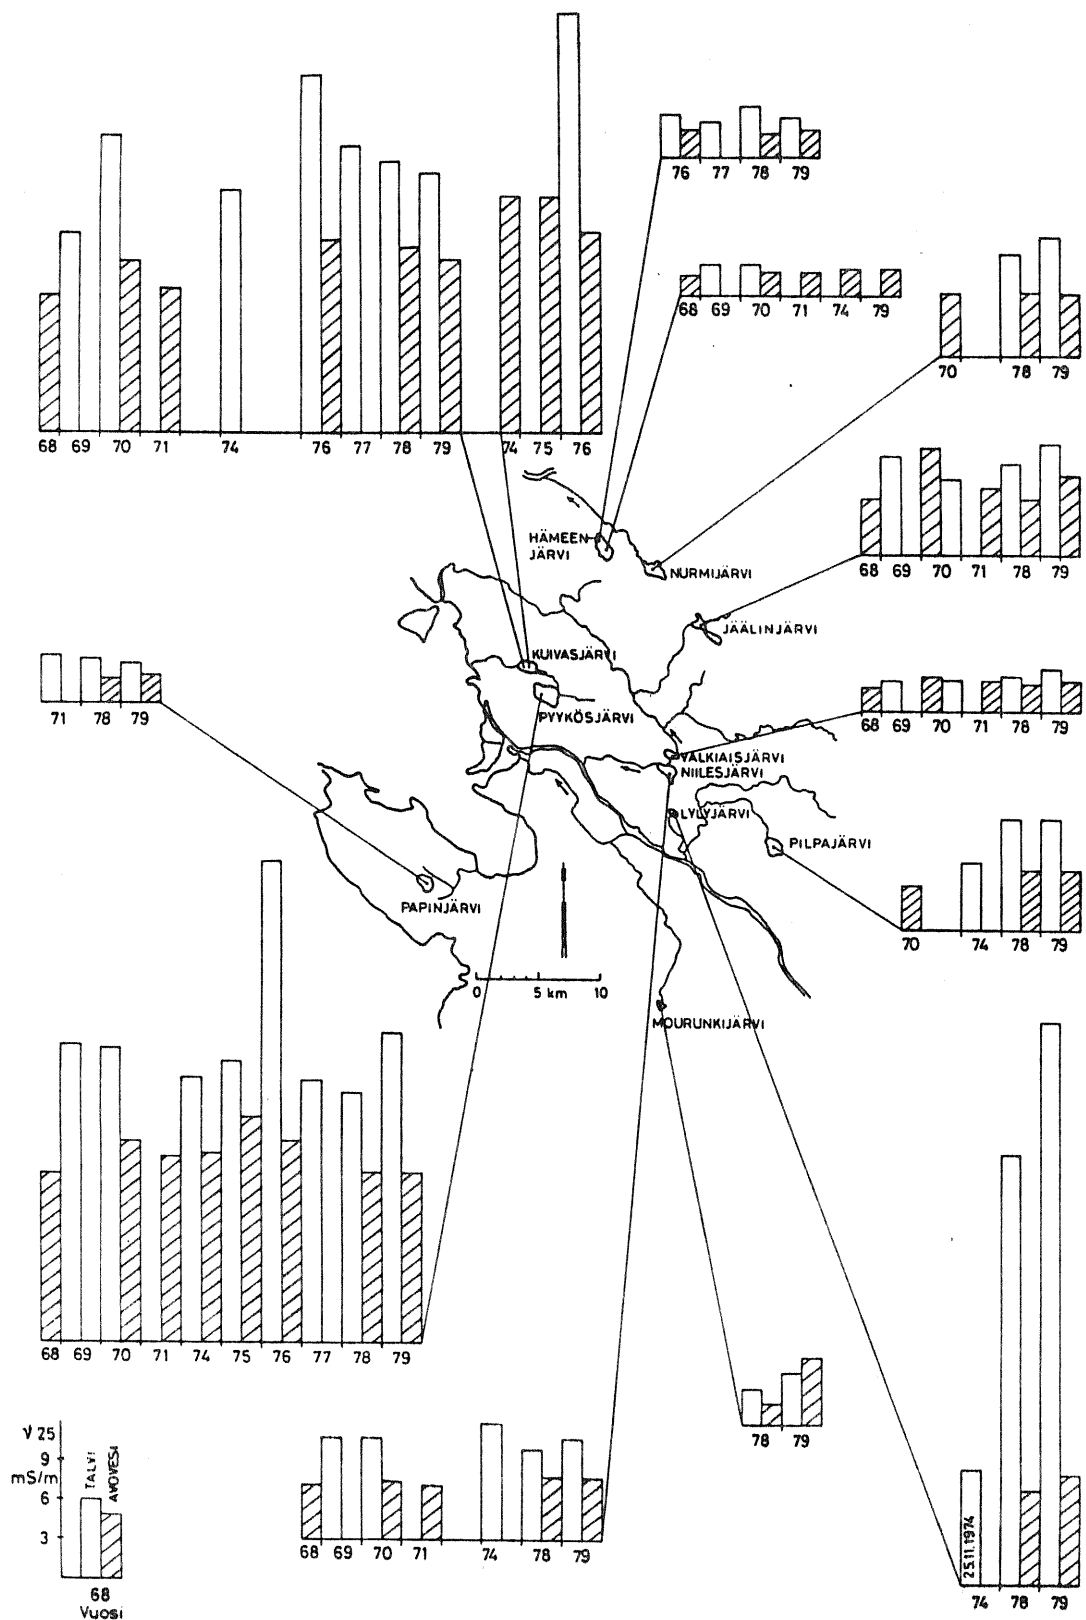 76 77 78 79
68 69 70 71 74 79
70 78 79
68 69 70 71 74 76 77 78 79 74 75 76
HÄMEEN
JÄRVI
NURMIJÄRVI
68 69 70 71 78 79
JÄÄLINJÄRVI
KUIVASJÄRVI
71 78 79
PYYKÖSJÄRVI
68 69 70 71 78 79
VALKIAISJÄRVI
NIILESJÄRVI
LYLYJÄRVI
PILPAJÄRVI
PAPINJÄRVI
70 74 78 79
0 5 km 10
MOURUNKIJÄRVI
68 69 70 71 74 75 76 77 78 79
78 79
γ 25
mS/m
9
6
3
TALVI
AVOVESI
68
Vuosi
68 69 70 71 74 78 79
25.11.1974
74 78 79